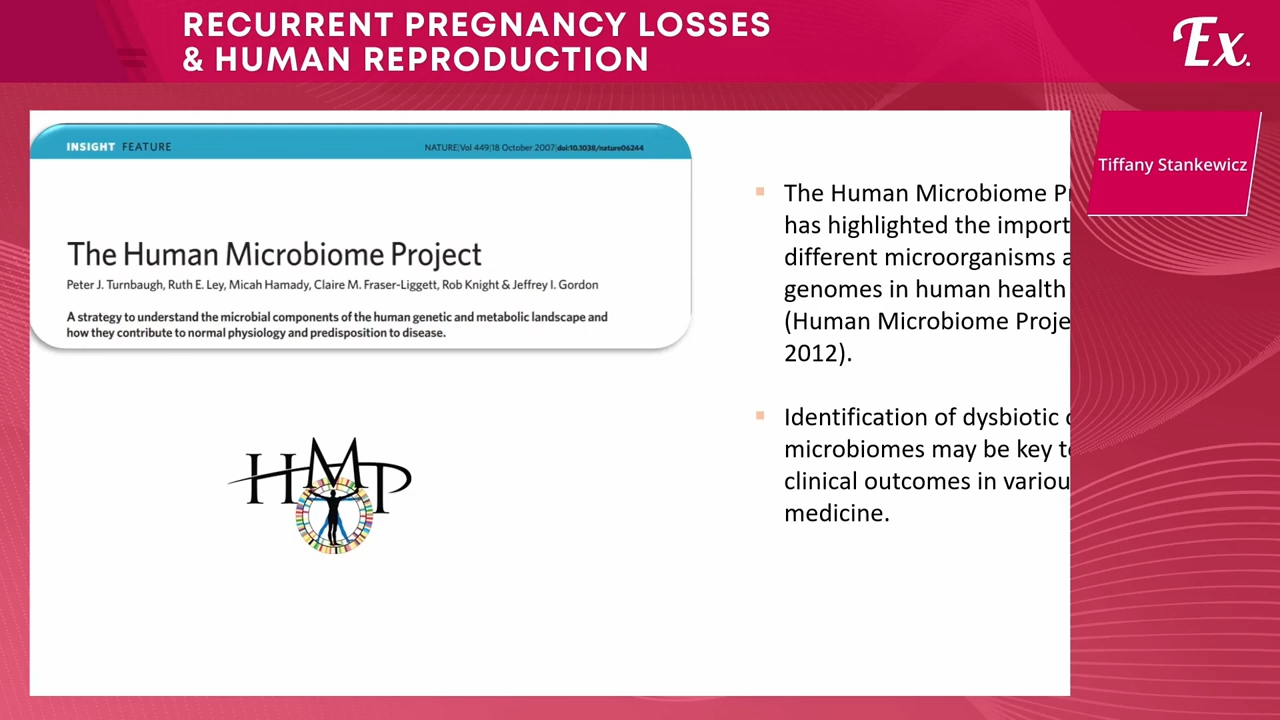 RECURRENT PREGNANCY LOSSES
& HUMAN REPRODUCTION
Ex.
Tiffany Stankewicz
INSIGHT FEATURE
NATURE|Vol 449|18 October 2007|doi:10.1038/nature06244
The Human Microbiome Project
Peter J. Turnbaugh, Ruth E. Ley, Micah Hamady, Claire M. Fraser-Liggett, Rob Knight & Jeffrey I. Gordon
A strategy to understand the microbial components of the human genetic and metabolic landscape and
how they contribute to normal physiology and predisposition to disease.
HMP
The Human Microbiome
has highlighted the
different microorganisms
genomes in human health
(Human Microbiome
2012).
Identification of dysbiotic
microbiomes may be key
clinical outcomes in
medicine.